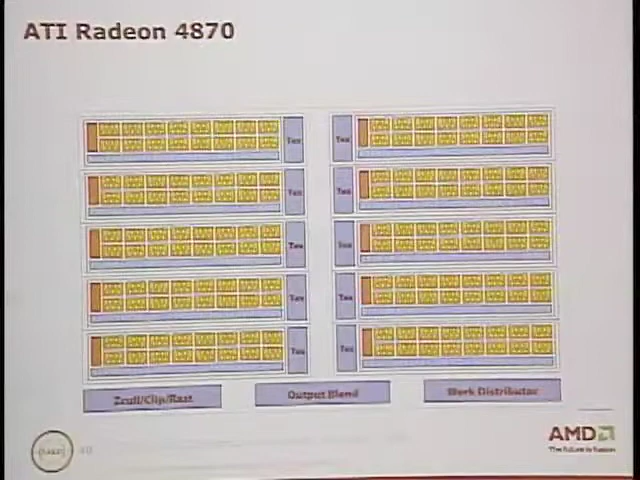 ATI Radeon 4870
Tex Tex
Tex Tex
Tex Tex
Tex Tex
Tex Tex
Zcull/Clip/Rast Output Blend Work Distributor
AMD
The future is fusion